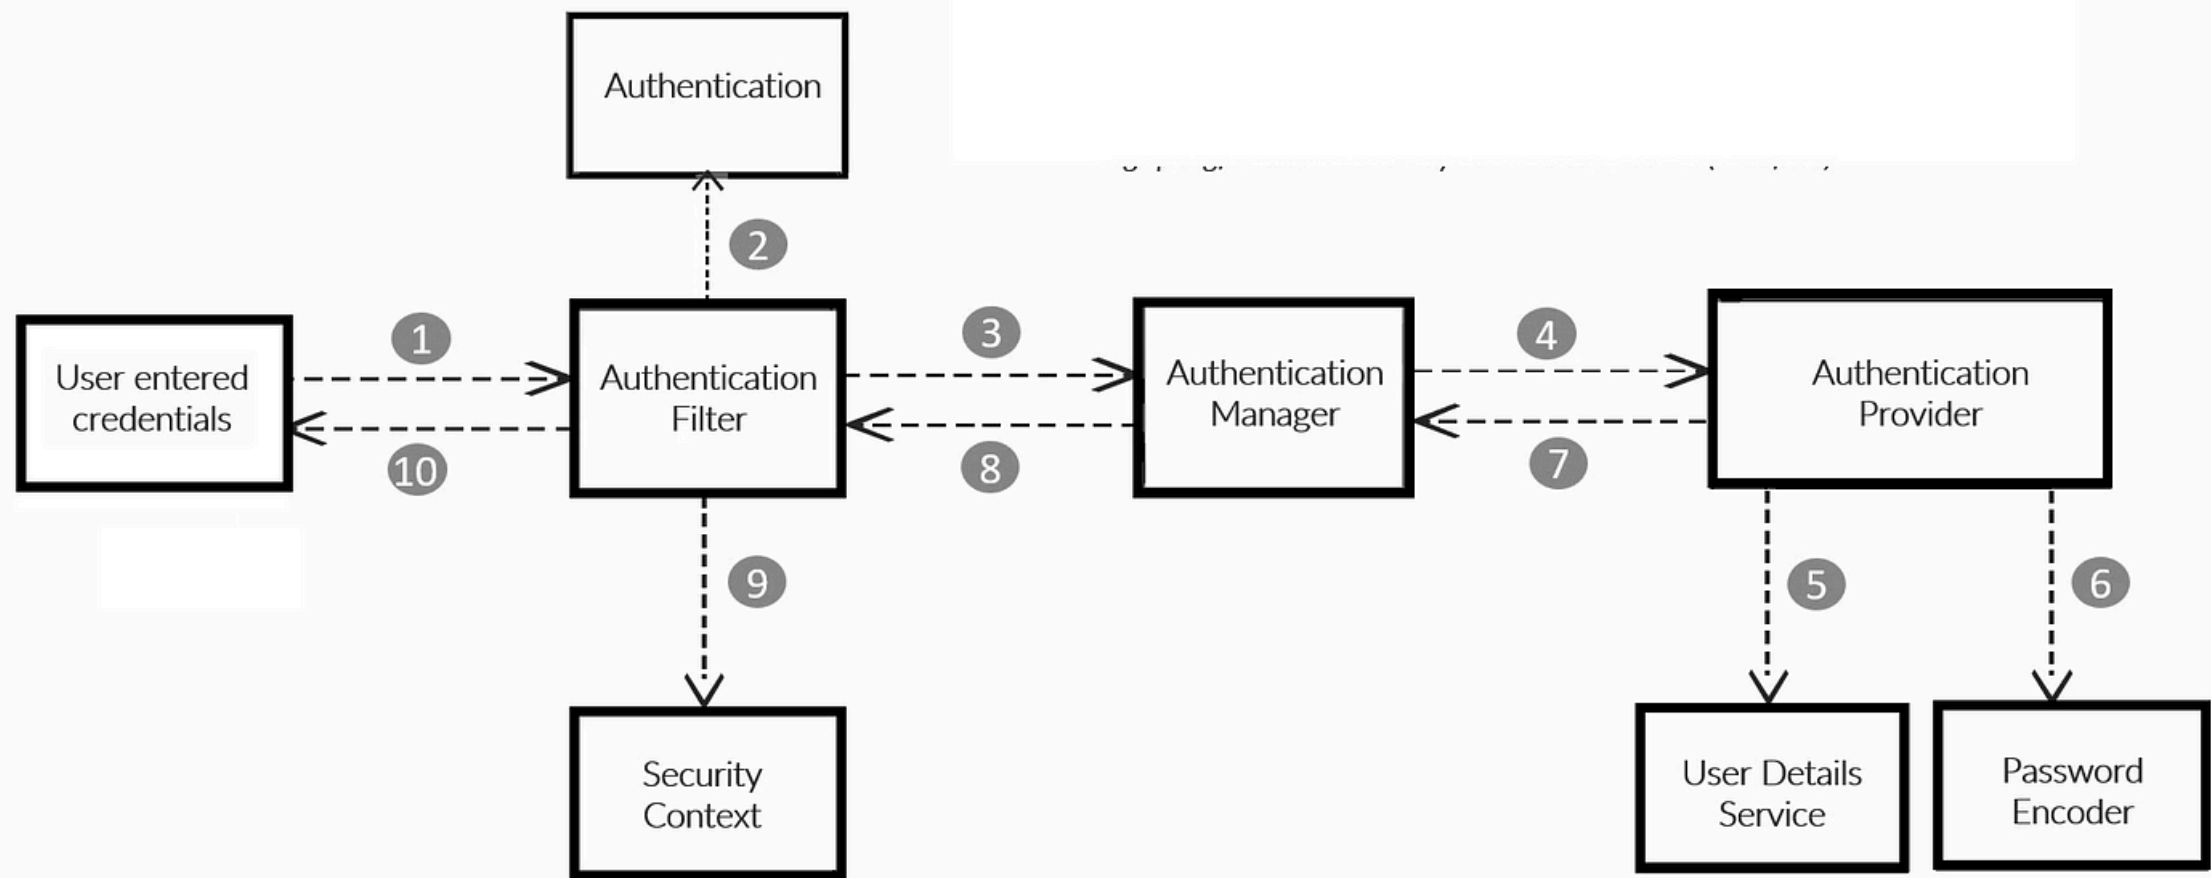 Authentication
2
User entered
credentials
1
10
Authentication
Filter
3
8
Authentication
Manager
4
7
Authentication
Provider
9
5
6
Security
Context
User Details
Service
Password
Encoder